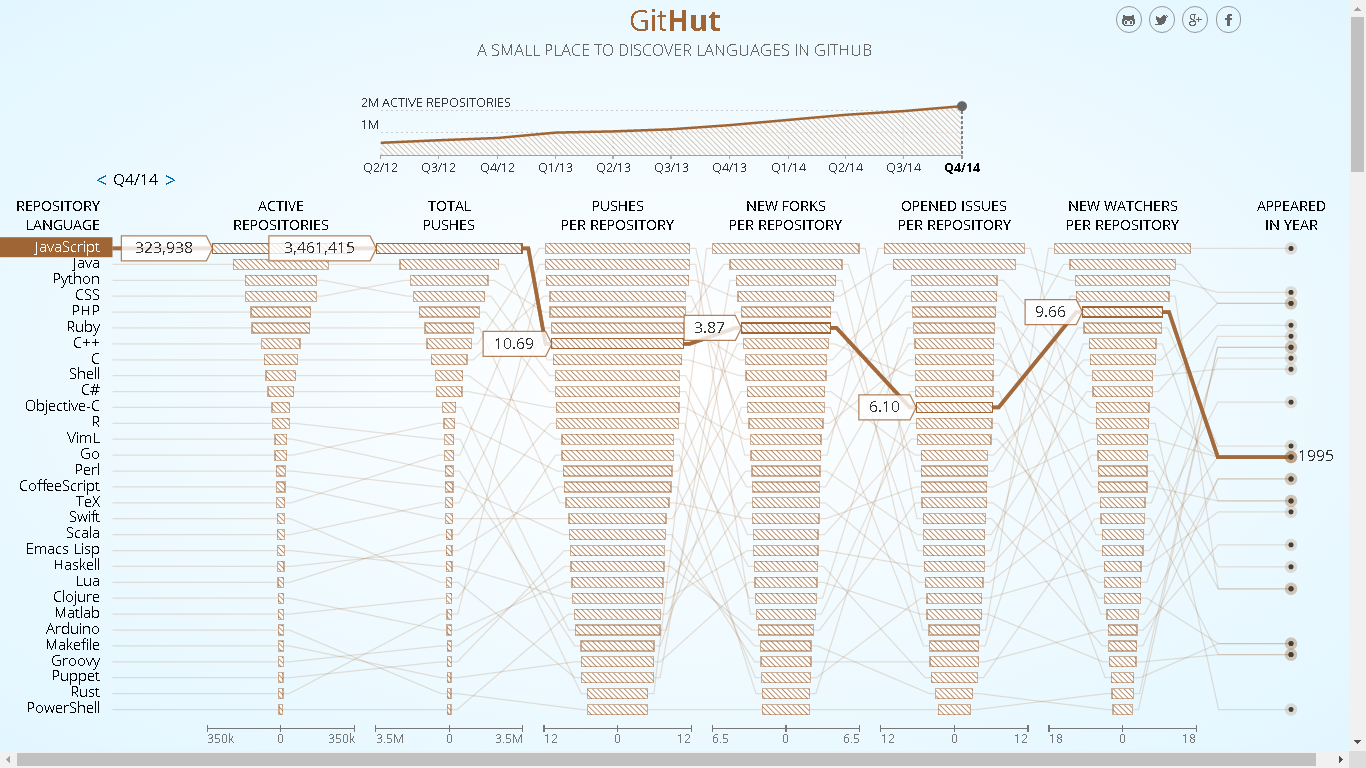 GitHut
A SMALL PLACE TO DISCOVER LANGUAGES IN GITHUB
2M ACTIVE REPOSITORIES
1M
Q2/12 Q3/12 Q4/12 Q1/13 Q2/13 Q3/13 Q4/13 Q1/14 Q2/14 Q3/14 Q4/14
< Q4/14 >
REPOSITORY LANGUAGE
ACTIVE REPOSITORIES
TOTAL PUSHES
PUSHES PER REPOSITORY
NEW FORKS PER REPOSITORY
OPENED ISSUES PER REPOSITORY
NEW WATCHERS PER REPOSITORY
APPEARED IN YEAR
JavaScript 323,938 3,461,415
Java
Python
CSS
PHP 9.66
Ruby 3.87
C++ 10.69
C
Shell
C#
Objective-C 6.10
R
VimL
Go 1995
Perl
CoffeeScript
TeX
Swift
Scala
Emacs Lisp
Haskell
Lua
Clojure
Matlab
Arduino
Makefile
Groovy
Puppet
Rust
PowerShell
350k 0 350k 3.5M 0 3.5M 12 0 12 6.5 0 6.5 12 0 12 18 0 18